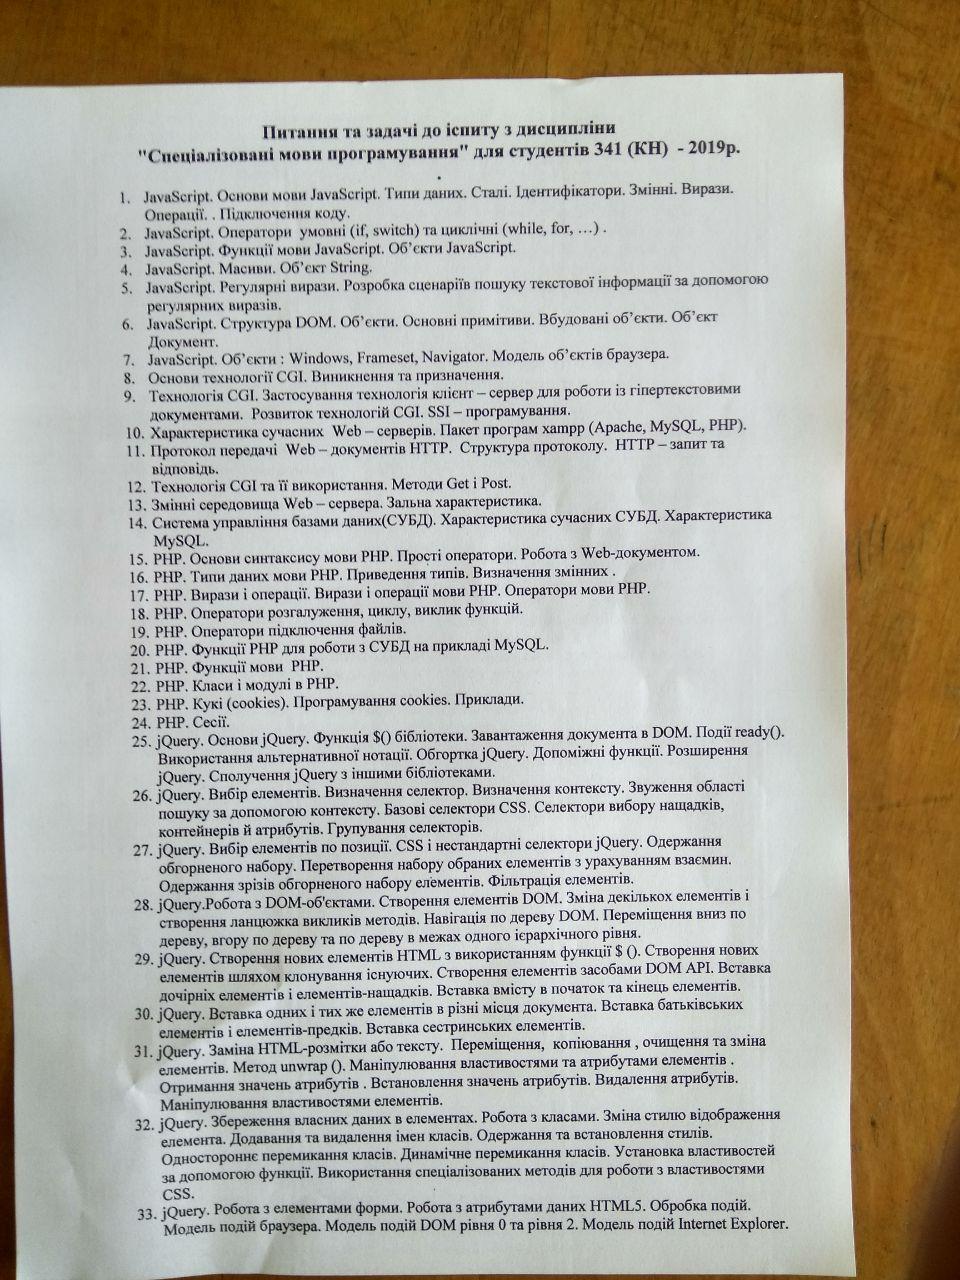 Питання та задачі до іспиту з дисципліни
"Спеціалізовані мови програмування" для студентів 341 (КН) - 2019р.
1. JavaScript. Основи мови JavaScript. Типи даних. Сталі. Ідентифікатори. Змінні. Вирази.
Операції. . Підключення коду.
2. JavaScript. Оператори умовні (if, switch) та циклічні (while, for, …) .
3. JavaScript. Функції мови JavaScript. Об’єкти JavaScript.
4. JavaScript. Масиви. Об’єкт String.
5. JavaScript. Регулярні вирази. Розробка сценаріїв пошуку текстової інформації за допомогою
регулярних виразів.
6. JavaScript. Структура DOM. Об’єкти. Основні примітиви. Вбудовані об’єкти. Об’єкт
Документ.
7. JavaScript. Об’єкти : Windows, Frameset, Navigator. Модель об’єктів браузера.
8. Основи технології CGI. Виникнення та призначення.
9. Технологія CGI. Застосування технологія клієнт – сервер для роботи із гіпертекстовими
документами. Розвиток технологій CGI. SSI – програмування.
10. Характеристика сучасних Web – серверів. Пакет програм xampp (Apache, MySQL, PHP).
11. Протокол передачі Web – документів HTTP. Структура протоколу. HTTP – запит та
відповідь.
12. Технологія CGI та її використання. Методи Get і Post.
13. Змінні середовища Web – сервера. Зальна характеристика.
14. Система управління базами даних(СУБД). Характеристика сучасних СУБД. Характеристика
MySQL.
15. PHP. Основи синтаксису мови PHP. Прості оператори. Робота з Web-документом.
16. PHP. Типи даних мови PHP. Приведення типів. Визначення змінних .
17. PHP. Вирази і операції. Вирази і операції мови PHP. Оператори мови PHP.
18. PHP. Оператори розгалуження, циклу, виклик функцій.
19. PHP. Оператори підключення файлів.
20. PHP. Функції PHP для роботи з СУБД на прикладі MySQL.
21. PHP. Функції мови PHP.
22. PHP. Класи і модулі в PHP.
23. PHP. Кукі (cookies). Програмування cookies. Приклади.
24. PHP. Сесії.
25. jQuery. Основи jQuery. Функція $() бібліотеки. Завантаження документа в DOM. Події ready().
Використання альтернативної нотації. Обгортка jQuery. Допоміжні функції. Розширення
jQuery. Сполучення jQuery з іншими бібліотеками.
26. jQuery. Вибір елементів. Визначення селектор. Визначення контексту. Звуження області
пошуку за допомогою контексту. Базові селектори CSS. Селектори вибору нащадків,
контейнерів й атрибутів. Групування селекторів.
27. jQuery. Вибір елементів по позиції. CSS і нестандартні селектори jQuery. Одержання
обгорненого набору. Перетворення набору обраних елементів з урахуванням взаємин.
Одержання зрізів обгорненого набору елементів. Фільтрація елементів.
28. jQuery.Робота з DOM-об'єктами. Створення елементів DOM. Зміна декількох елементів і
створення ланцюжка викликів методів. Навігація по дереву DOM. Переміщення вниз по
дереву, вгору по дереву та по дереву в межах одного ієрархічного рівня.
29. jQuery. Створення нових елементів HTML з використанням функції $ (). Створення нових
елементів шляхом клонування існуючих. Створення елементів засобами DOM API. Вставка
дочірніх елементів і елементів-нащадків. Вставка вмісту в початок та кінець елементів.
30. jQuery. Вставка одних і тих же елементів в різні місця документа. Вставка батьківських
елементів і елементів-предків. Вставка сестринських елементів.
31. jQuery. Заміна HTML-розмітки або тексту. Переміщення, копіювання , очищення та зміна
елементів. Метод unwrap (). Маніпулювання властивостями та атрибутами елементів .
Отримання значень атрибутів . Встановлення значень атрибутів. Видалення атрибутів.
Маніпулювання властивостями елементів.
32. jQuery. Збереження власних даних в елементах. Робота з класами. Зміна стилю відображення
елемента. Додавання та видалення імен класів. Одержання та встановлення стилів.
Одностороннє перемикання класів. Динамічне перемикання класів. Установка властивостей
за допомогою функції. Використання спеціалізованих методів для роботи з властивостями
CSS.
33. jQuery. Робота з елементами форми. Робота з атрибутами даних HTML5. Обробка подій.
Модель подій браузера. Модель подій DOM рівня 0 та рівня 2. Модель подій Internet Explorer.